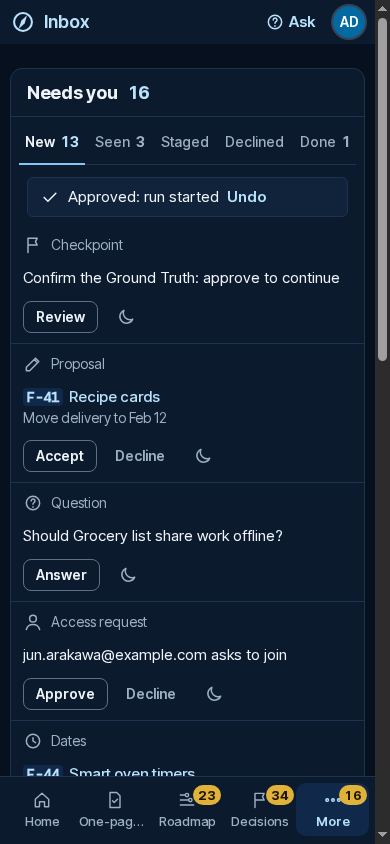 Inbox
Ask
AD
Needs you 16
New 13 Seen 3 Staged Declined Done 1
Approved: run started Undo
Checkpoint
Confirm the Ground Truth: approve to continue
Review
Proposal
F-41 Recipe cards
Move delivery to Feb 12
Accept Decline
Question
Should Grocery list share work offline?
Answer
Access request
jun.arakawa@example.com asks to join
Approve Decline
Dates
F-44 Smart oven timers
23 34 16
Home One-pag… Roadmap Decisions More